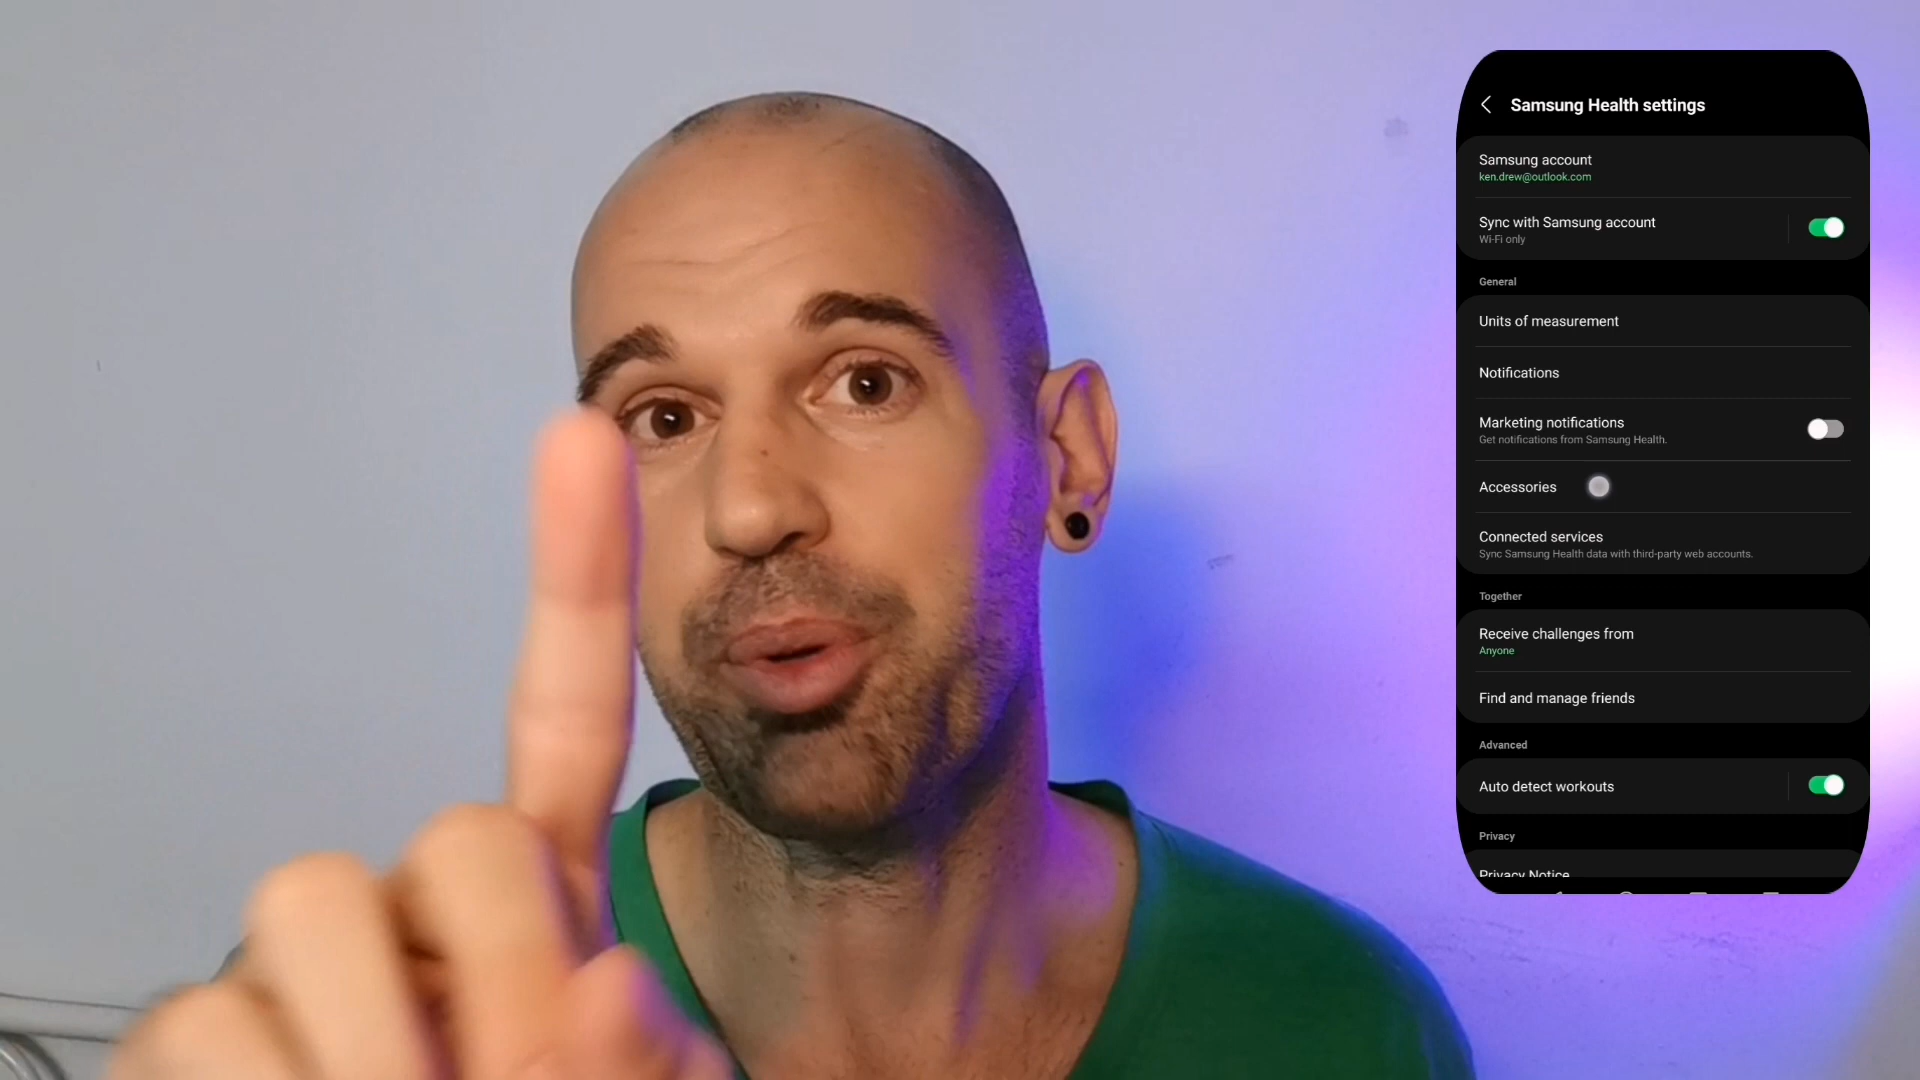 Samsung Health settings
Samsung account
ken.drew@outlook.com
Sync with Samsung account
Wi-Fi only
General
Units of measurement
Notifications
Marketing notifications
Get notifications from Samsung Health.
Accessories
Connected services
Sync Samsung Health data with third-party web accounts.
Together
Receive challenges from
Anyone
Find and manage friends
Advanced
Auto detect workouts
Privacy
Privacy Notice